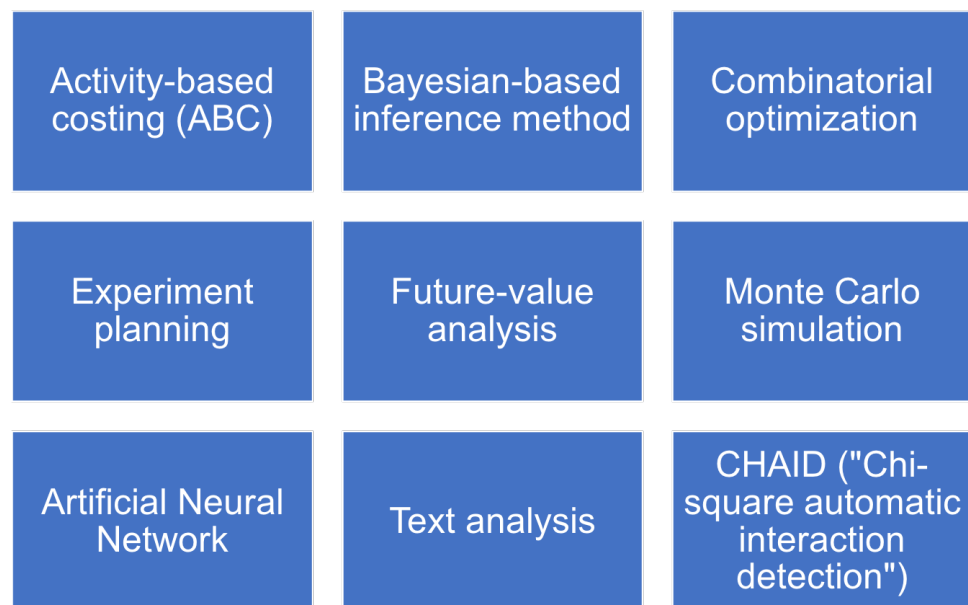 Activity-based
costing (ABC)
Bayesian-based
inference method
Combinatorial
optimization
Experiment
planning
Future-value
analysis
Monte Carlo
simulation
Artificial Neural
Network
Text analysis
CHAID ("Chi-
square automatic
interaction
detection")